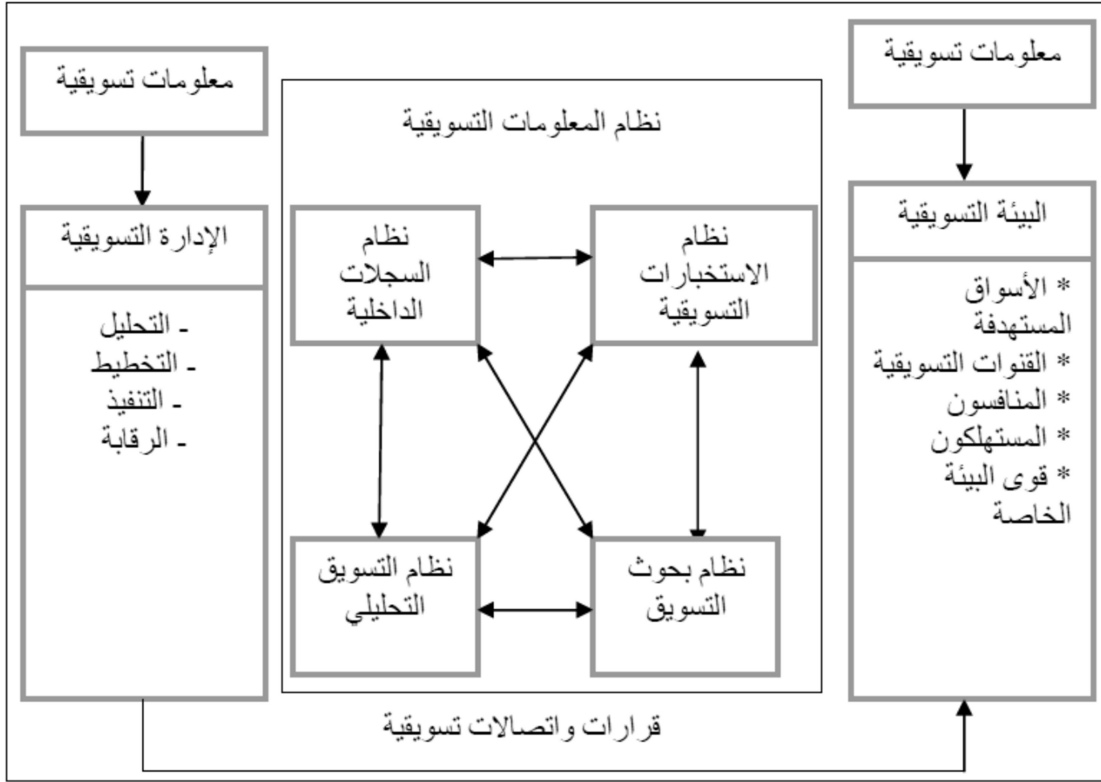 معلومات تسويقية
البيئة التسويقية
* الأسواق
المستهدفة
* القنوات التسويقية
* المنافسون
* المستهلكون
* قوى البيئة
الخاصة
نظام المعلومات التسويقية
نظام
الاستخبارات
التسويقية
نظام
السجلات
الداخلية
نظام بحوث
التسويق
نظام التسويق
التحليلي
معلومات تسويقية
الإدارة التسويقية
- التحليل
- التخطيط
- التنفيذ
- الرقابة
قرارات واتصالات تسويقية